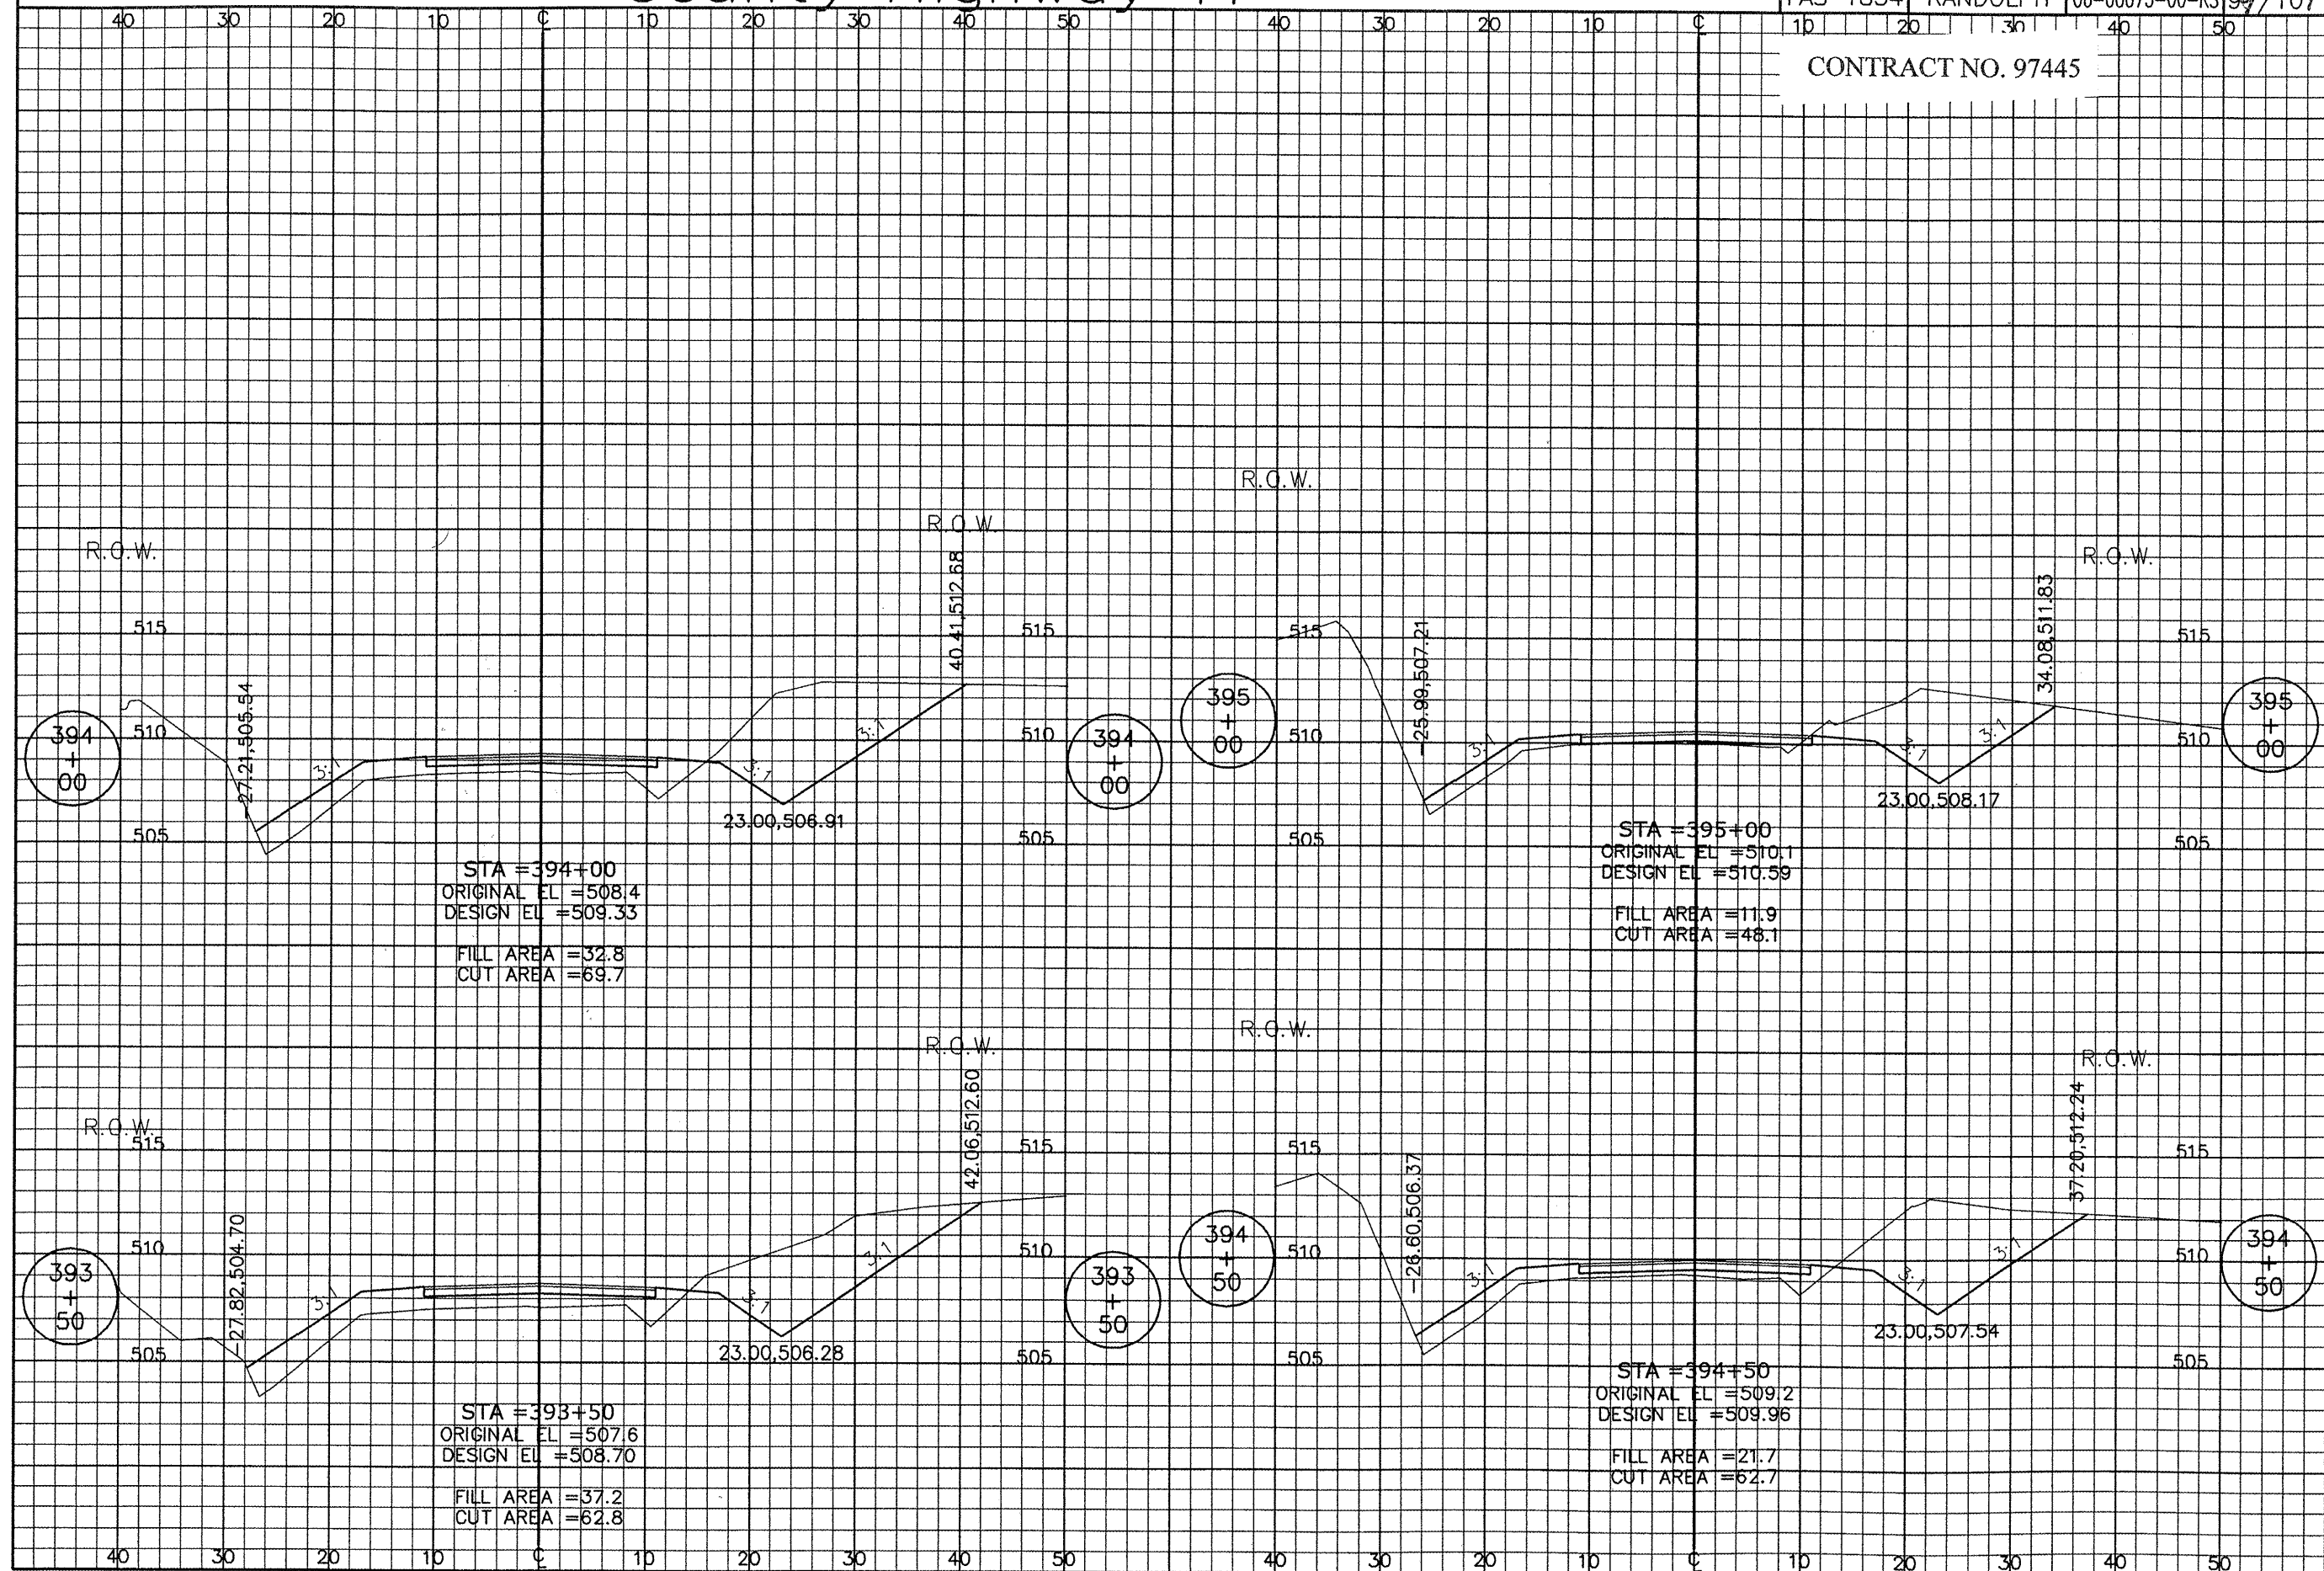 County Highway
FAS 1854 RANDOLPH 107
40 30 20 10 ℄ 10 20 30 40 50 40 30 20 10 ℄ 10 20 30 40 50
CONTRACT NO. 97445
R.O.W.
-27.21,505.54
515 510 505
394 + 00
3:1
3:1
23.00,506.91
3:1
R.O.W.
40.41,512.68
515 510 505
394 + 00
STA =394+00
ORIGINAL EL =508.4
DESIGN EL =509.33
FILL AREA =32.8
CUT AREA =69.7
R.O.W.
-25.99,507.21
515 510 505
395 + 00
3:1
3:1
23.00,508.17
3:1
R.O.W.
34.08,511.83
515 510 505
395 + 00
STA =395+00
ORIGINAL EL =510.1
DESIGN EL =510.59
FILL AREA =11.9
CUT AREA =48.1
R.O.W.
-27.82,504.70
515 510 505
393 + 50
3:1
3:1
23.00,506.28
3:1
R.O.W.
42.06,512.60
515 510 505
393 + 50
STA =393+50
ORIGINAL EL =507.6
DESIGN EL =508.70
FILL AREA =37.2
CUT AREA =62.8
R.O.W.
-26.60,506.37
515 510 505
394 + 50
3:1
3:1
23.00,507.54
3:1
R.O.W.
37.20,512.24
515 510 505
394 + 50
STA =394+50
ORIGINAL EL =509.2
DESIGN EL =509.96
FILL AREA =21.7
CUT AREA =62.7
40 30 20 10 ℄ 10 20 30 40 50 40 30 20 10 ℄ 10 20 30 40 50